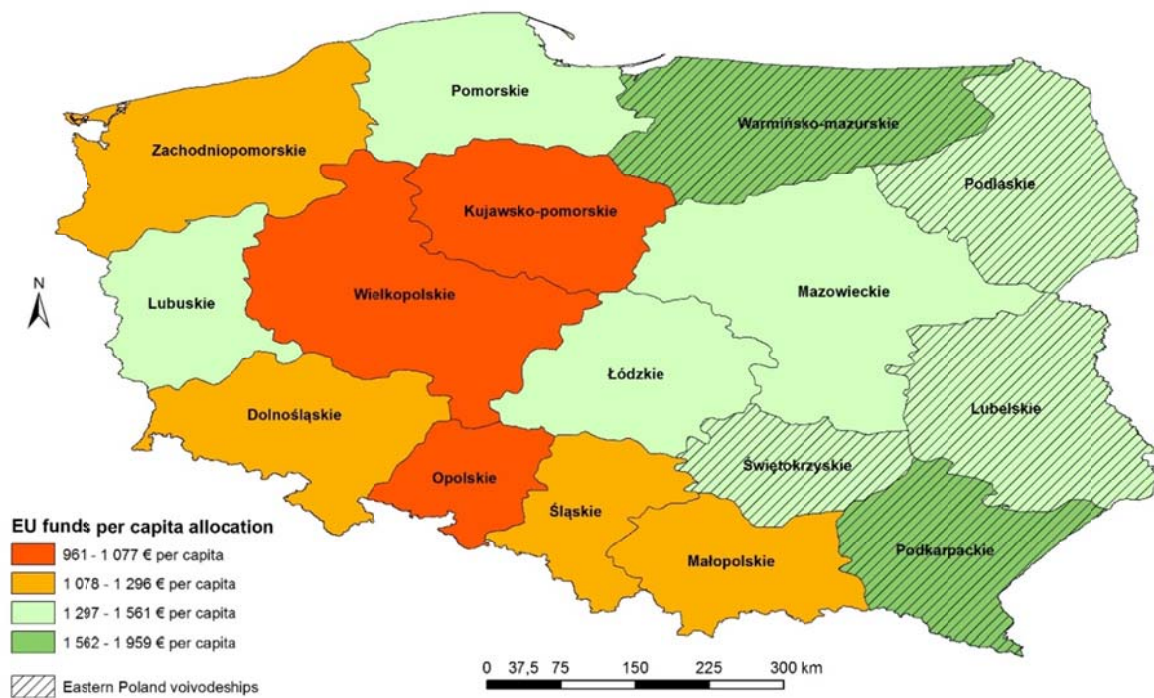 Pomorskie
Warmińsko-mazurskie
Zachodniopomorskie
Podlaskie
Kujawsko-pomorskie
N
Wielkopolskie
Mazowieckie
Lubuskie
Łódzkie
Dolnośląskie
Lubelskie
Świętokrzyskie
Opolskie
Śląskie
Małopolskie
Podkarpackie
EU funds per capita allocation
961 - 1 077 € per capita
1 078 - 1 296 € per capita
1 297 - 1 561 € per capita
1 562 - 1 959 € per capita
Eastern Poland voivodeships
0 37,5 75 150 225 300 km